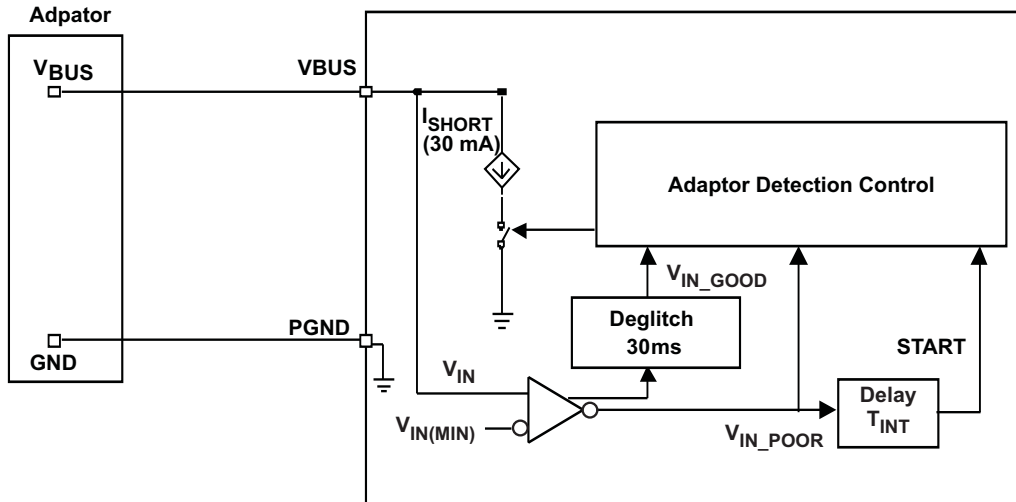 Adpator
VBUS
VBUS
ISHORT
(30 mA)
Adaptor Detection Control
VIN_GOOD
Deglitch
30ms
PGND
GND
START
VIN
Delay
TINT
VIN(MIN)
VIN_POOR